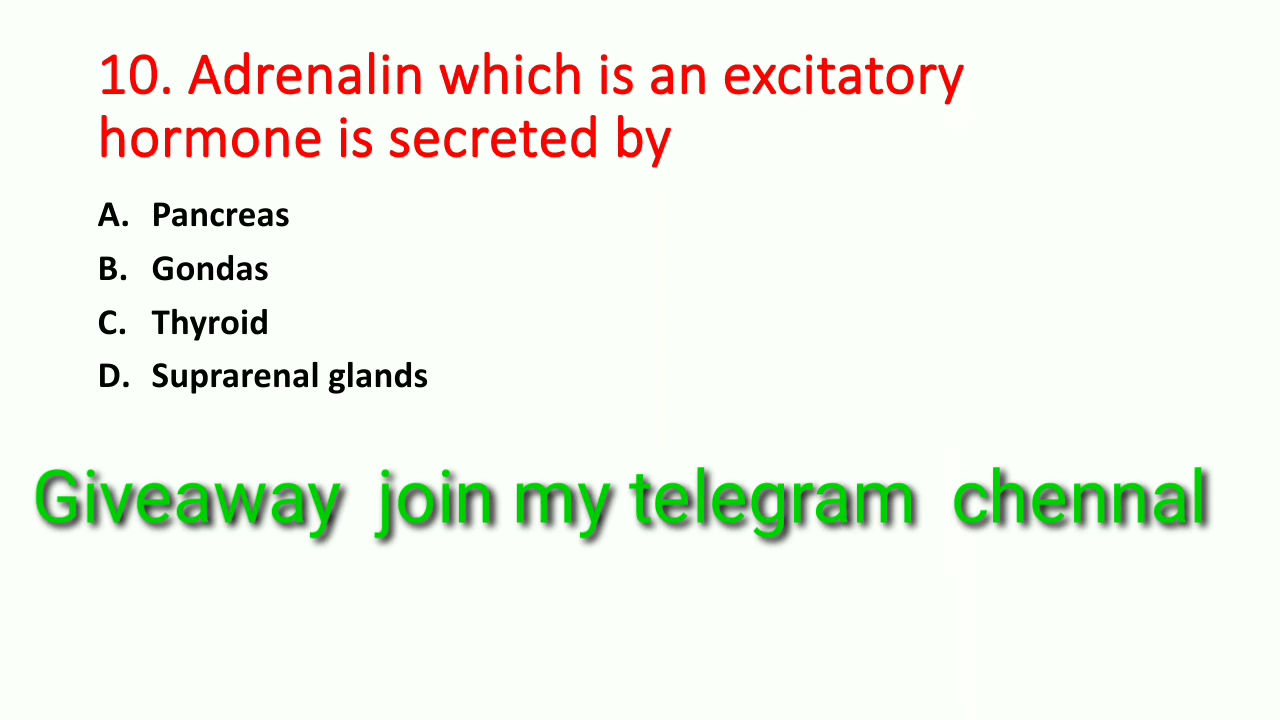 10. Adrenalin which is an excitatory
hormone is secreted by
A. Pancreas
B. Gondas
C. Thyroid
D. Suprarenal glands
Giveaway join my telegram chennal